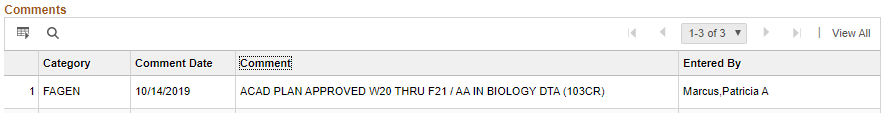 Comments
1-3 of 3 | View All
Category Comment Date Comment Entered By
1 FAGEN 10/14/2019 ACAD PLAN APPROVED W20 THRU F21 / AA IN BIOLOGY DTA (103CR) Marcus,Patricia A